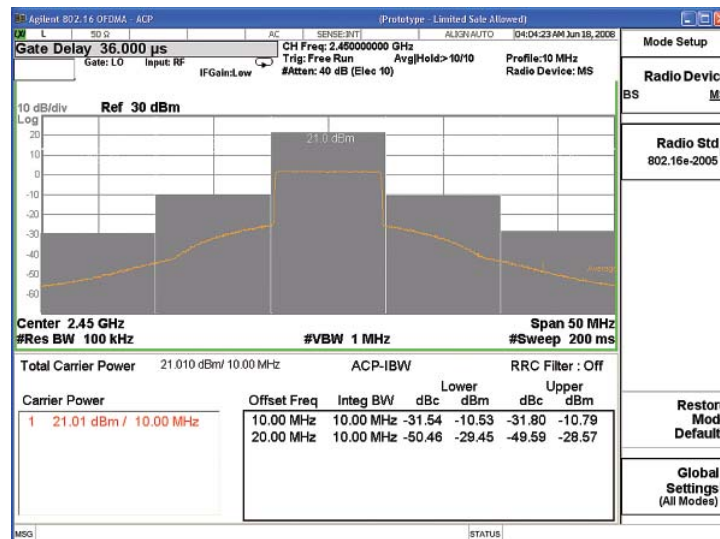 Agilent 802.16 OFDMA - ACP (Prototype - Limited Sale Allowed)
L 50 Ω AC SENSE:INT ALIGN AUTO 04:04:23 AM Jun 18, 2008
Gate Delay 36.000 µs
Gate: LO Input: RF
IFGain:Low
CH Freq: 2.450000000 GHz
Trig: Free Run Avg|Hold:> 10/10
#Atten: 40 dB (Elec 10)
Profile:10 MHz
Radio Device: MS
10 dB/div Ref 30 dBm
Log
20
10
0
-10
-20
-30
-40
-50
-60
21.0 dBm
Average
Center 2.45 GHz Span 50 MHz
#Res BW 100 kHz #VBW 1 MHz #Sweep 200 ms
Total Carrier Power 21.010 dBm/ 10.00 MHz ACP-IBW RRC Filter : Off
Lower Upper
Carrier Power Offset Freq Integ BW dBc dBm dBc dBm
1 21.01 dBm / 10.00 MHz
10.00 MHz 10.00 MHz -31.54 -10.53 -31.80 -10.79
20.00 MHz 10.00 MHz -50.46 -29.45 -49.59 -28.57
MSG STATUS
Mode Setup
Radio Devic
BS M
Radio Std
802.16e-2005
Restor
Mod
Default
Global
Settings
(All Modes)